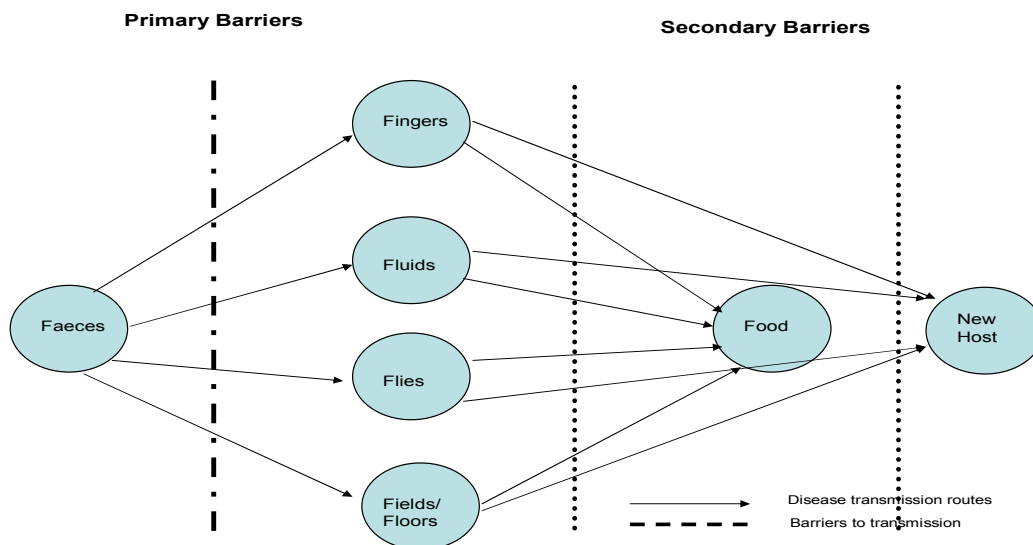 Primary Barriers
Secondary Barriers
Fingers
Fluids
Faeces
Food
New
Host
Flies
Fields/
Floors
Disease transmission routes
Barriers to transmission